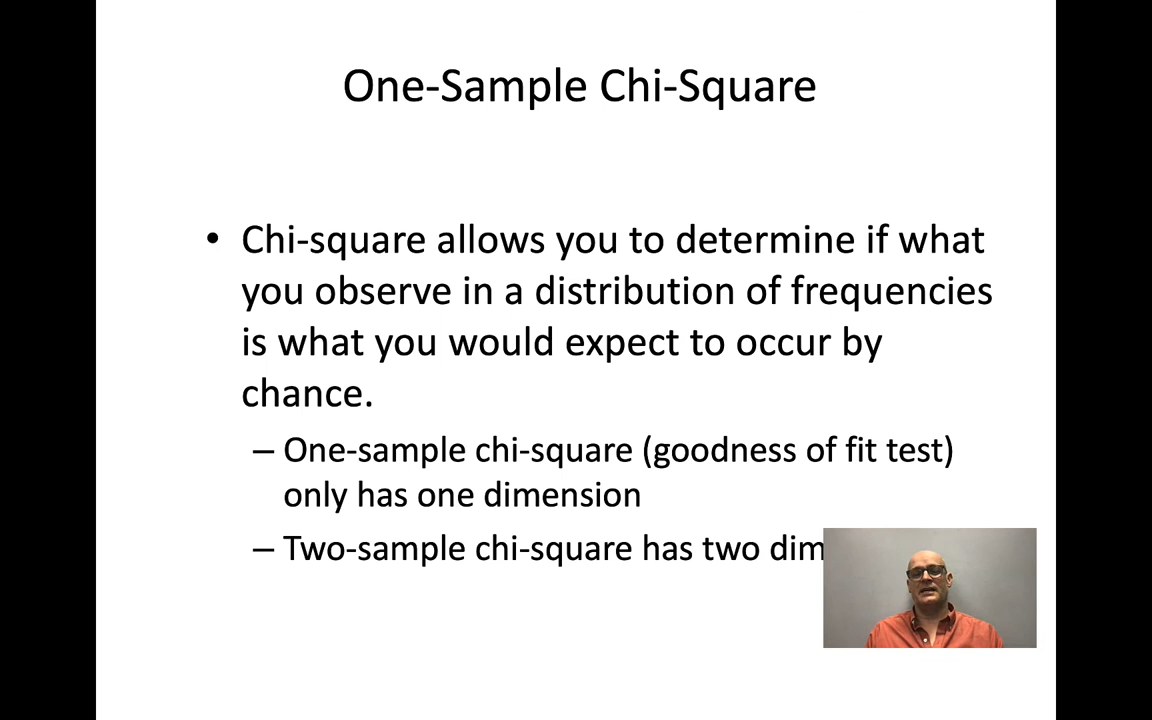 One-Sample Chi-Square
• Chi-square allows you to determine if what
you observe in a distribution of frequencies
is what you would expect to occur by
chance.
– One-sample chi-square (goodness of fit test)
only has one dimension
– Two-sample chi-square has two